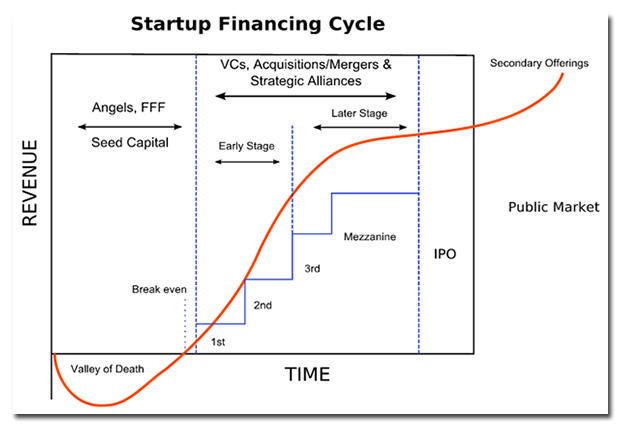 Startup Financing Cycle
VCs, Acquisitions/Mergers &
Strategic Alliances
Secondary Offerings
Angels, FFF
Seed Capital
Later Stage
Early Stage
REVENUE
Public Market
Mezzanine
IPO
3rd
Break even
2nd
1st
Valley of Death
TIME